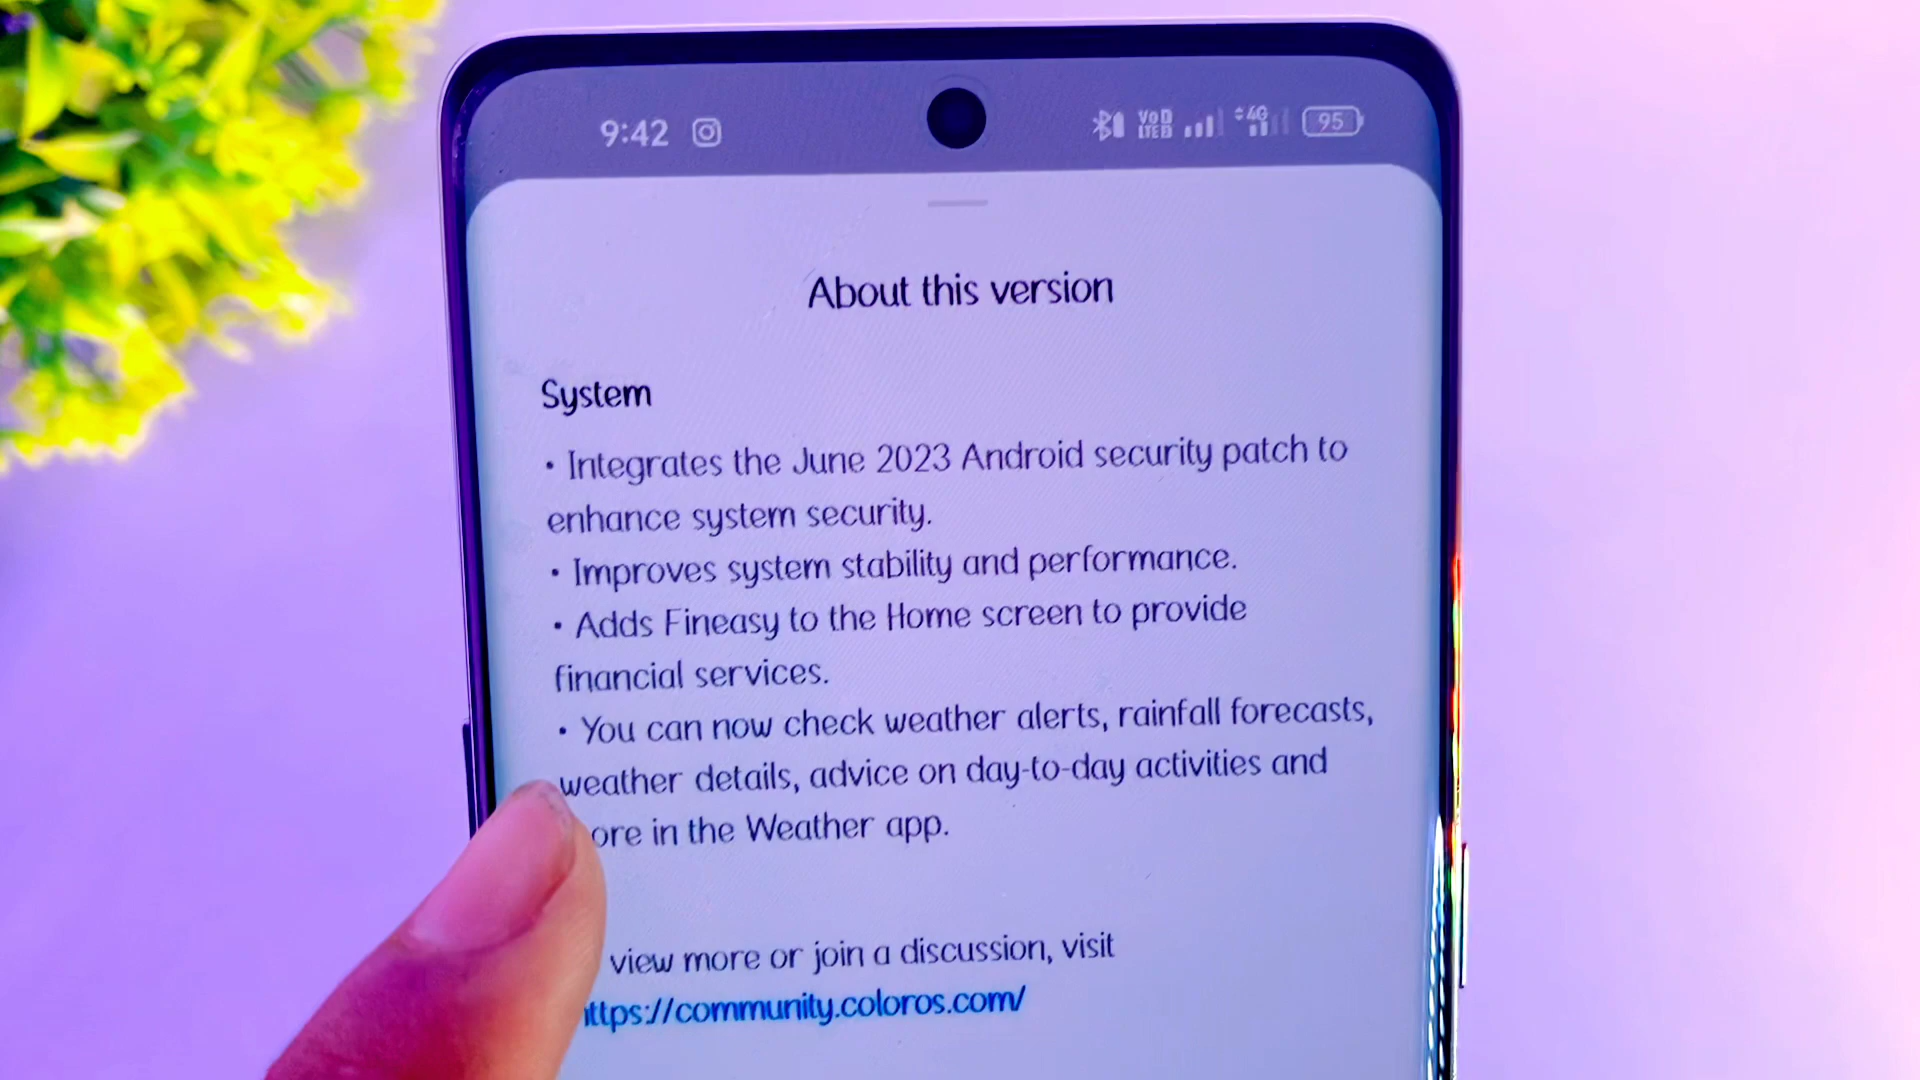 9:42 VoD LTE 4G 95
About this version
System
• Integrates the June 2023 Android security patch to
enhance system security.
• Improves system stability and performance.
• Adds Fineasy to the Home screen to provide
financial services.
• You can now check weather alerts, rainfall forecasts,
weather details, advice on day-to-day activities and
ore in the Weather app.
view more or join a discussion, visit
ttps://community.coloros.com/